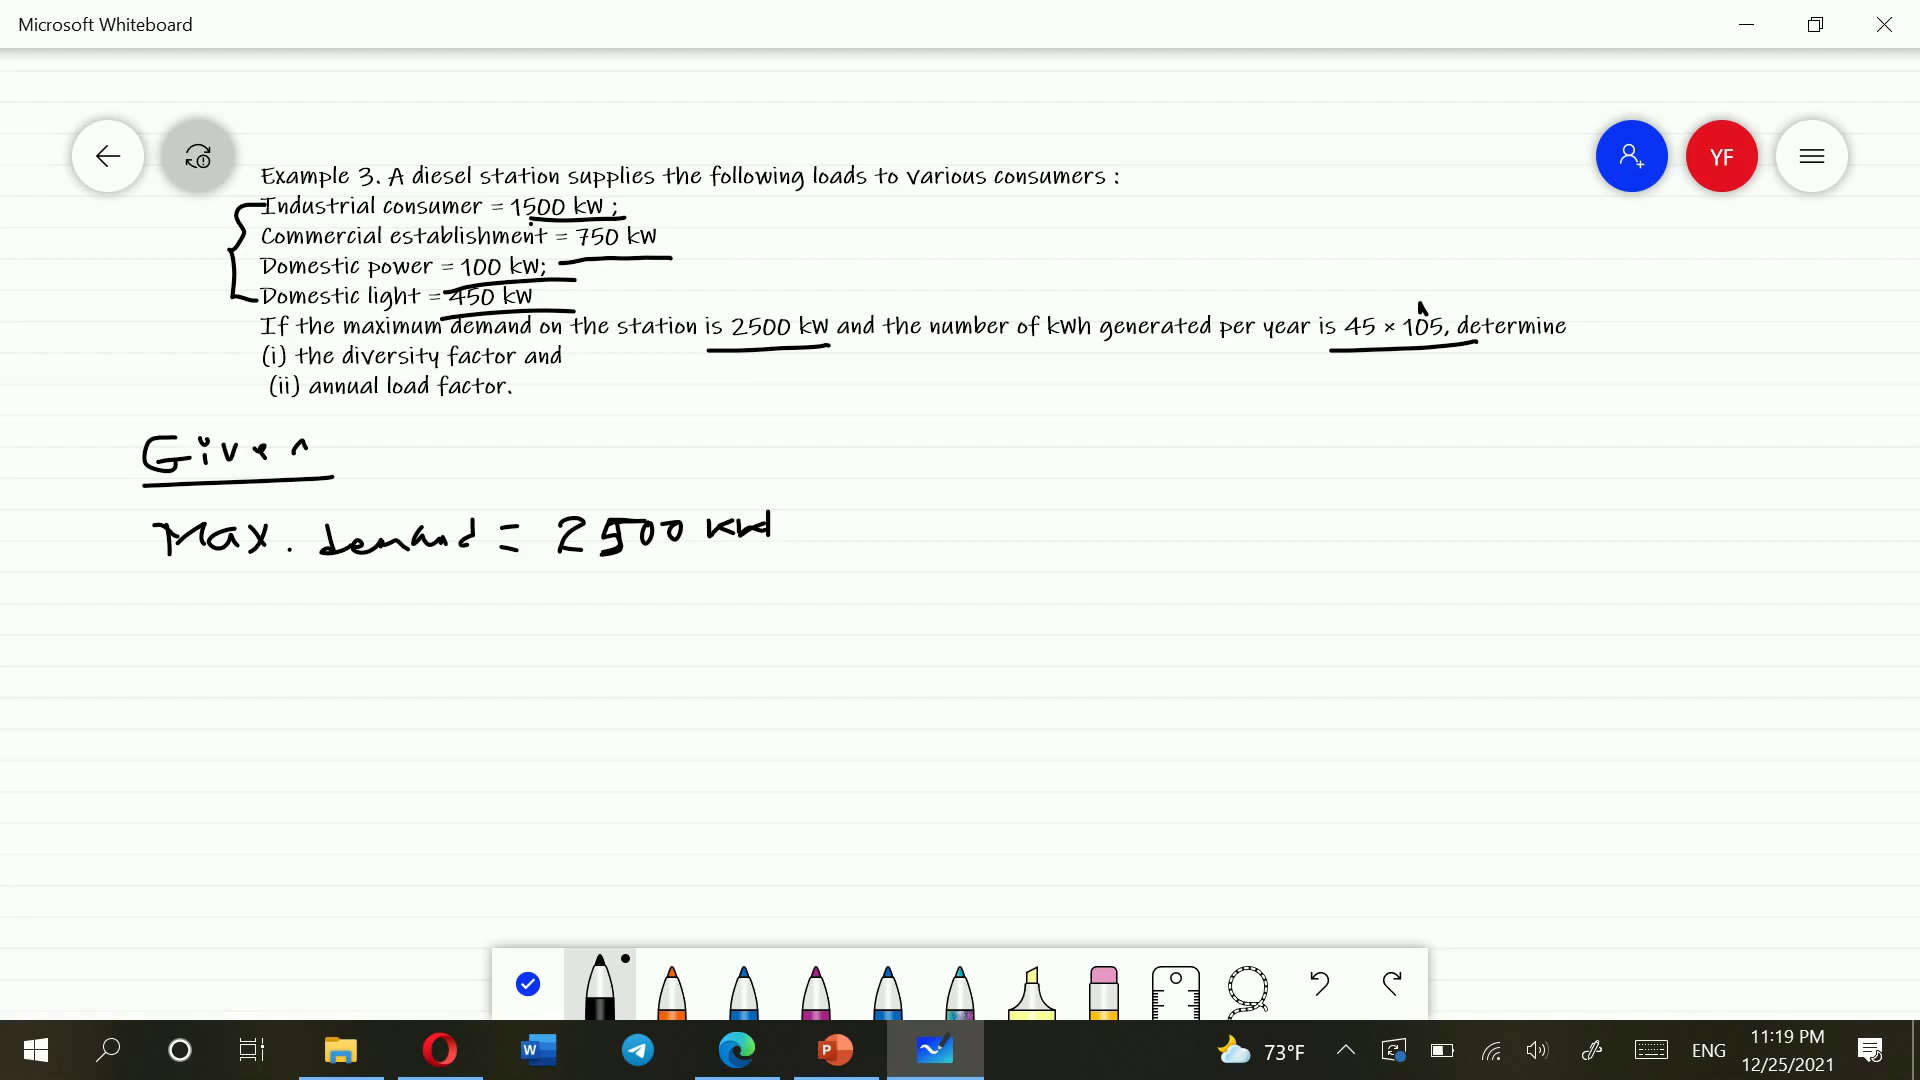 Microsoft Whiteboard
YF
Example 3. A diesel station supplies the following loads to various consumers :
Industrial consumer = 1500 kW ;
Commercial establishment = 750 kW
Domestic power = 100 kW;
Domestic light = 450 kW
If the maximum demand on the station is 2500 kW and the number of kWh generated per year is 45 × 105, determine
(i) the diversity factor and
(ii) annual load factor.
Given
Max. demand = 2500 kW
73°F
ENG
11:19 PM
12/25/2021